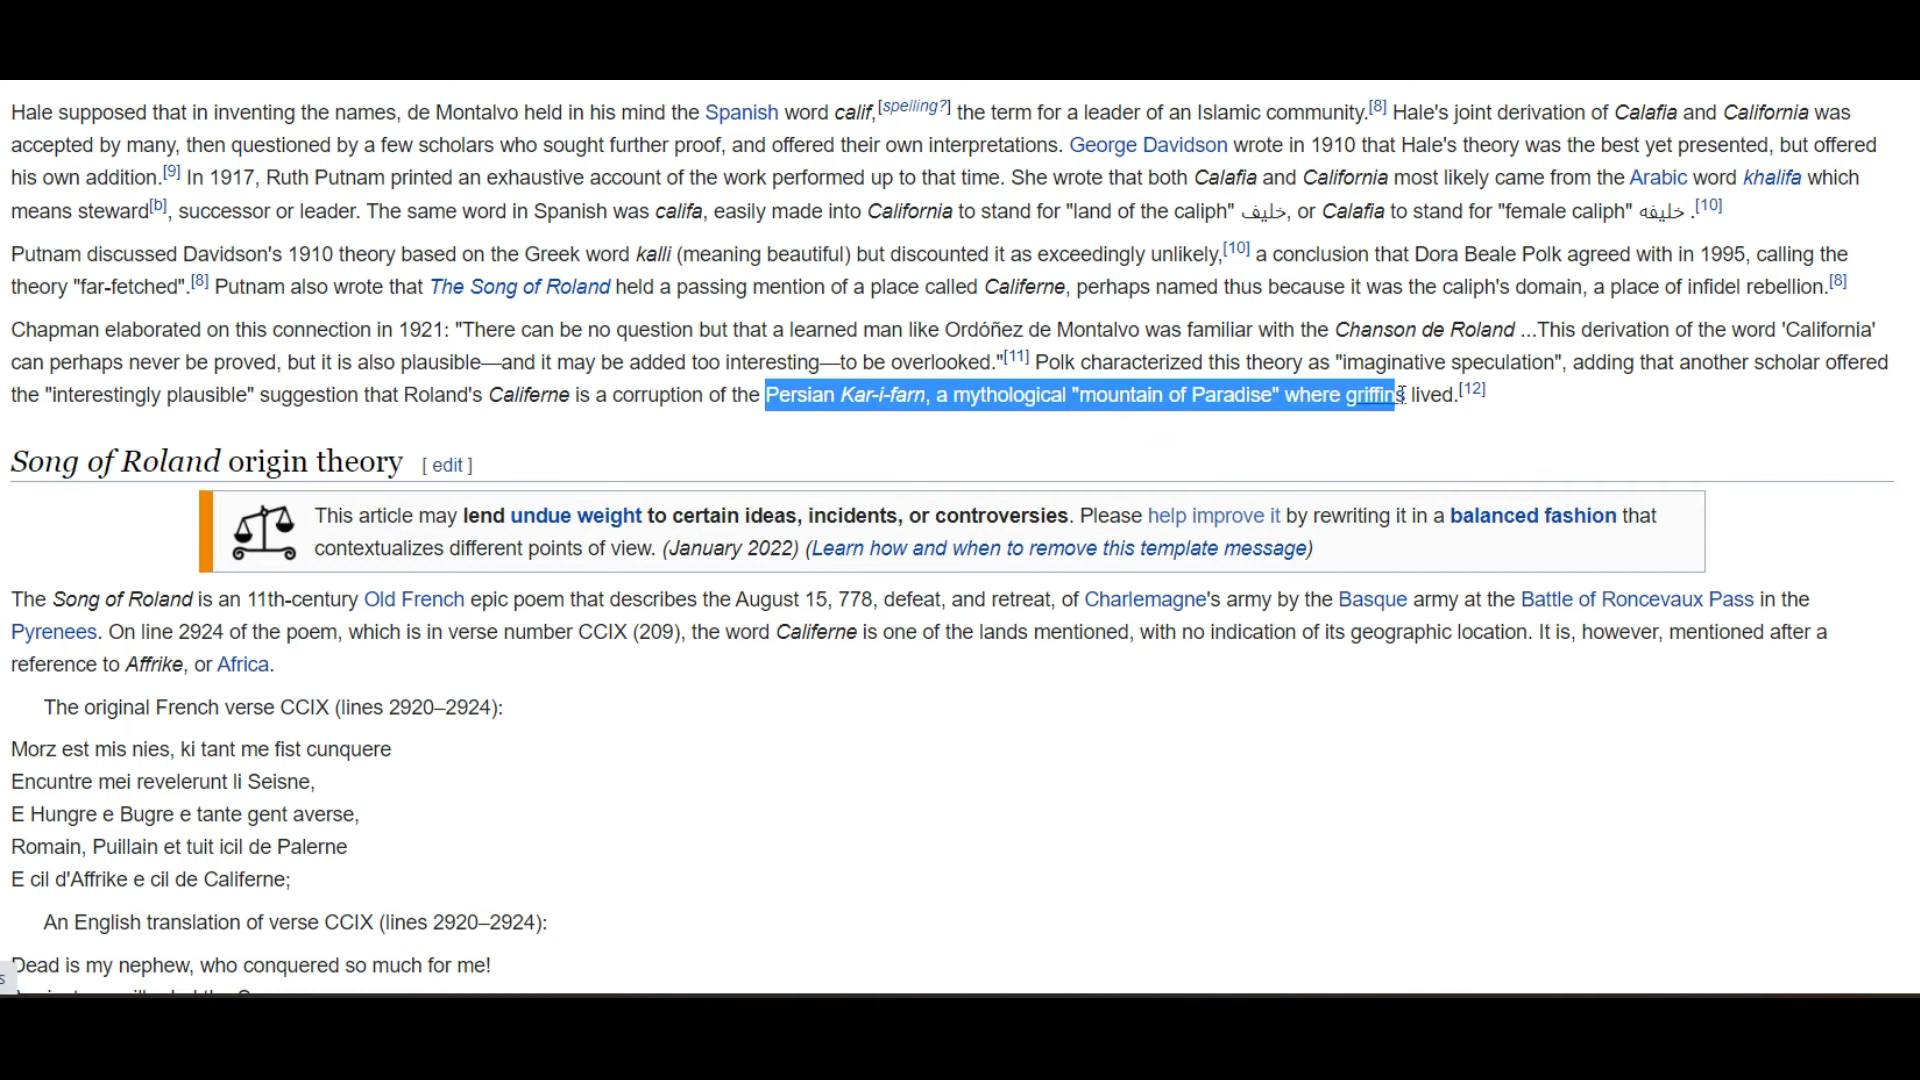 Hale supposed that in inventing the names, de Montalvo held in his mind the Spanish word calif,[spelling?] the term for a leader of an Islamic community.[8] Hale's joint derivation of Calafia and California was
accepted by many, then questioned by a few scholars who sought further proof, and offered their own interpretations. George Davidson wrote in 1910 that Hale's theory was the best yet presented, but offered
his own addition.[9] In 1917, Ruth Putnam printed an exhaustive account of the work performed up to that time. She wrote that both Calafia and California most likely came from the Arabic word khalifa which
means steward[b], successor or leader. The same word in Spanish was califa, easily made into California to stand for "land of the caliph" خليف, or Calafia to stand for "female caliph" خليفه .[10]
Putnam discussed Davidson's 1910 theory based on the Greek word kalli (meaning beautiful) but discounted it as exceedingly unlikely,[10] a conclusion that Dora Beale Polk agreed with in 1995, calling the
theory "far-fetched".[8] Putnam also wrote that The Song of Roland held a passing mention of a place called Califerne, perhaps named thus because it was the caliph's domain, a place of infidel rebellion.[8]
Chapman elaborated on this connection in 1921: "There can be no question but that a learned man like Ordóñez de Montalvo was familiar with the Chanson de Roland ...This derivation of the word 'California'
can perhaps never be proved, but it is also plausible—and it may be added too interesting—to be overlooked."[11] Polk characterized this theory as "imaginative speculation", adding that another scholar offered
the "interestingly plausible" suggestion that Roland's Califerne is a corruption of the Persian Kar-i-farn, a mythological "mountain of Paradise" where griffins lived.[12]
Song of Roland origin theory [ edit ]
This article may lend undue weight to certain ideas, incidents, or controversies. Please help improve it by rewriting it in a balanced fashion that
contextualizes different points of view. (January 2022) (Learn how and when to remove this template message)
The Song of Roland is an 11th-century Old French epic poem that describes the August 15, 778, defeat, and retreat, of Charlemagne's army by the Basque army at the Battle of Roncevaux Pass in the
Pyrenees. On line 2924 of the poem, which is in verse number CCIX (209), the word Califerne is one of the lands mentioned, with no indication of its geographic location. It is, however, mentioned after a
reference to Affrike, or Africa.
The original French verse CCIX (lines 2920–2924):
Morz est mis nies, ki tant me fist cunquere
Encuntre mei revelerunt li Seisne,
E Hungre e Bugre e tante gent averse,
Romain, Puillain et tuit icil de Palerne
E cil d'Affrike e cil de Califerne;
An English translation of verse CCIX (lines 2920–2924):
Dead is my nephew, who conquered so much for me!